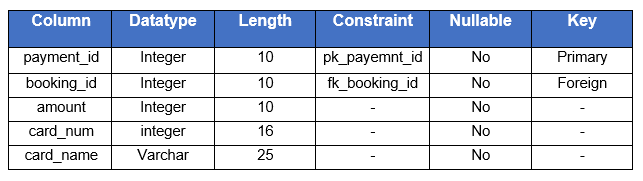 Column Datatype Length Constraint Nullable Key
payment_id Integer 10 pk_payemnt_id No Primary
booking_id Integer 10 fk_booking_id No Foreign
amount Integer 10 - No -
card_num integer 16 - No -
card_name Varchar 25 - No -